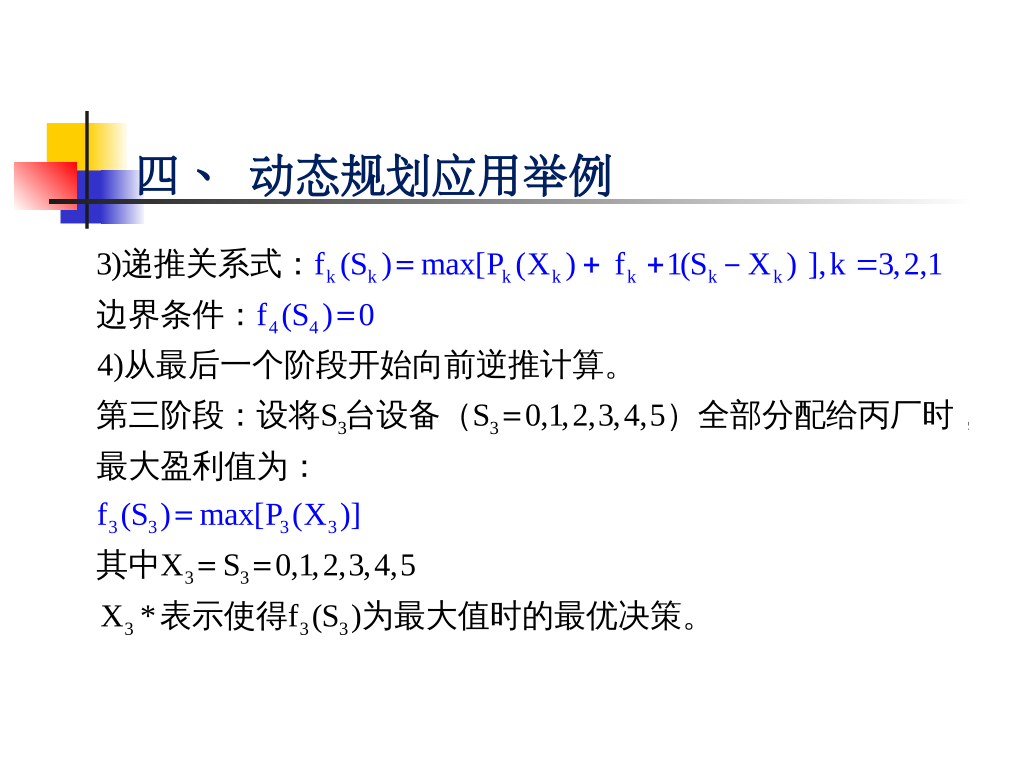 四、 动态规划应用举例
3)递推关系式：fₖ(Sₖ)＝max[Pₖ(Xₖ)＋ fₖ＋1(Sₖ－Xₖ) ],k＝3,2,1
边界条件：f₄(S₄)＝0
4)从最后一个阶段开始向前逆推计算。
第三阶段：设将S₃台设备（S₃＝0,1,2,3,4,5）全部分配给丙厂时，
最大盈利值为：
f₃(S₃)＝max[P₃(X₃)]
其中X₃＝S₃＝0,1,2,3,4,5
X₃*表示使得f₃(S₃)为最大值时的最优决策。